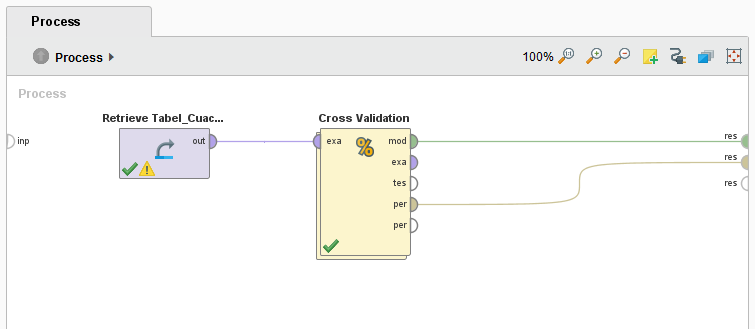 Process
Process
100%
Process
Retrieve Tabel_Cuac...
Cross Validation
inp
out
exa
mod
exa
tes
per
per
res
res
res